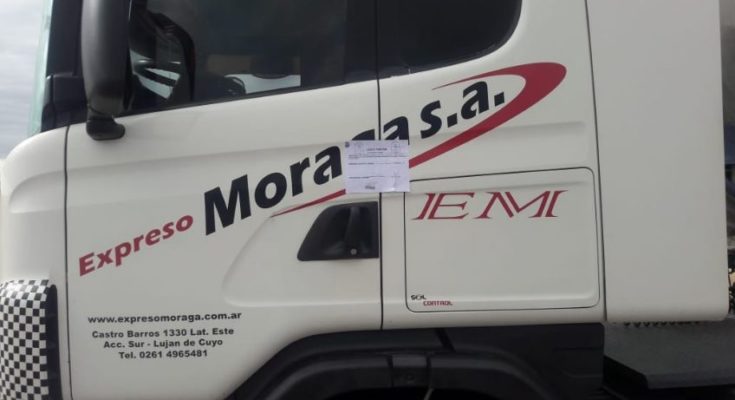 Expreso Moraga s.a.
EM
SCAL CONTROL
www.expresomoraga.com.ar
Castro Barros 1330 Lat. Este
Acc. Sur - Lujan de Cuyo
Tel. 0261 4965481